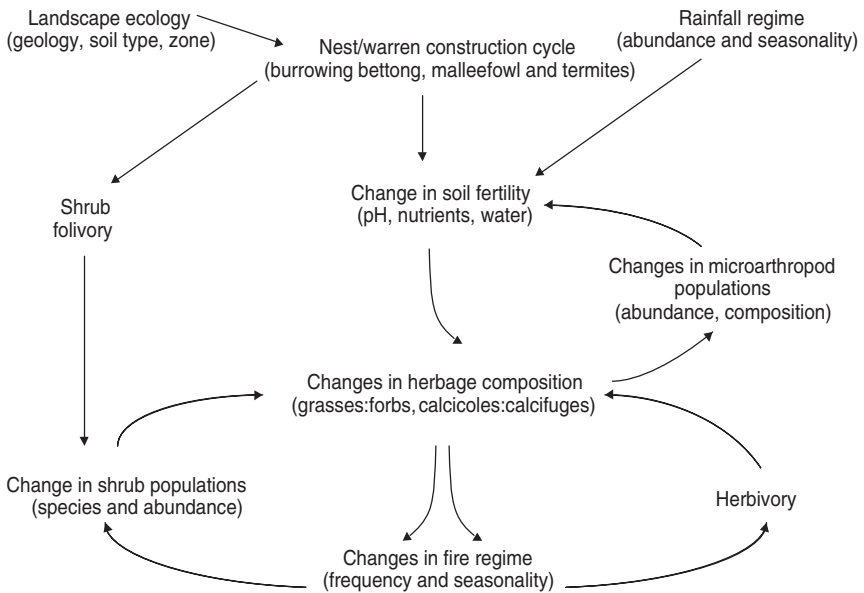 Landscape ecology
(geology, soil type, zone)
Rainfall regime
(abundance and seasonality)
Nest/warren construction cycle
(burrowing bettong, malleefowl and termites)
Shrub
folivory
Change in soil fertility
(pH, nutrients, water)
Changes in microarthropod
populations
(abundance, composition)
Changes in herbage composition
(grasses:forbs, calcicoles:calcifuges)
Change in shrub populations
(species and abundance)
Herbivory
Changes in fire regime
(frequency and seasonality)